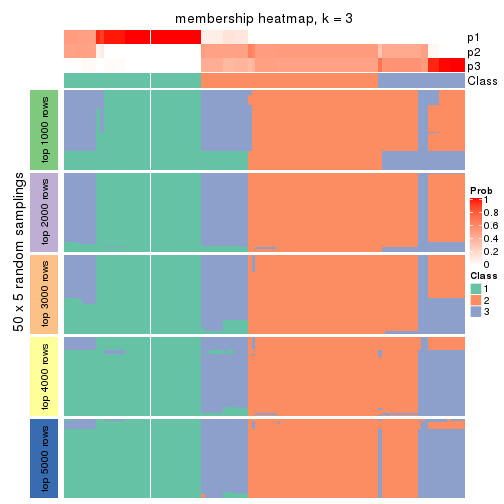 membership heatmap, k = 3
p1
p2
p3
Class
50 x 5 random samplings
top 1000 rows
top 2000 rows
top 3000 rows
top 4000 rows
top 5000 rows
Prob
1
0.8
0.6
0.4
0.2
0
Class
1
2
3